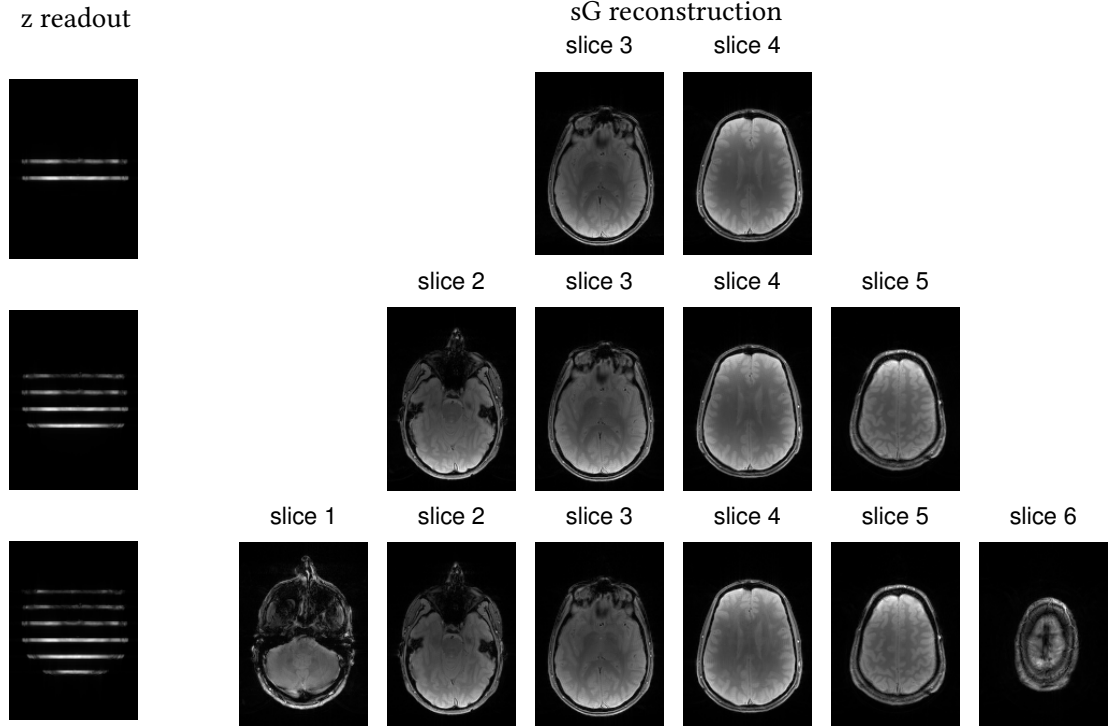 z readout
sG reconstruction
slice 3 slice 4
slice 2 slice 3 slice 4 slice 5
slice 1 slice 2 slice 3 slice 4 slice 5 slice 6